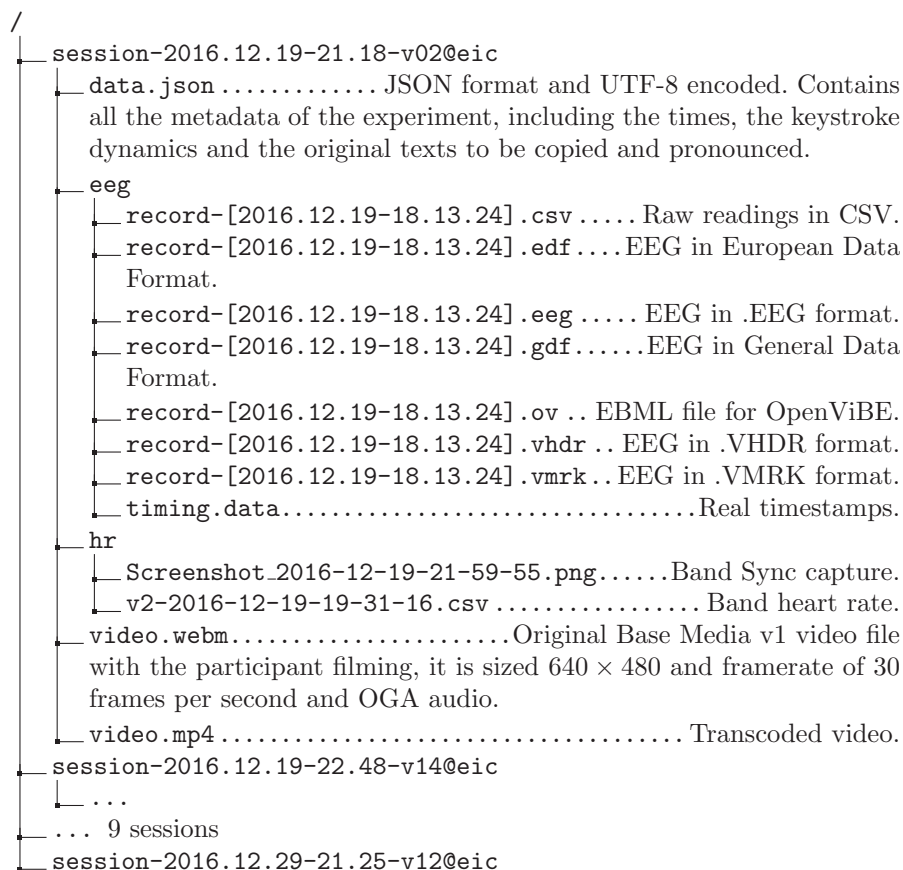 /
session-2016.12.19-21.18-v02@eic
data.json ............. JSON format and UTF-8 encoded. Contains
all the metadata of the experiment, including the times, the keystroke
dynamics and the original texts to be copied and pronounced.
eeg
record-[2016.12.19-18.13.24].csv ..... Raw readings in CSV.
record-[2016.12.19-18.13.24].edf....EEG in European Data
Format.
record-[2016.12.19-18.13.24].eeg ..... EEG in .EEG format.
record-[2016.12.19-18.13.24].gdf......EEG in General Data
Format.
record-[2016.12.19-18.13.24].ov .. EBML file for OpenViBE.
record-[2016.12.19-18.13.24].vhdr .. EEG in .VHDR format.
record-[2016.12.19-18.13.24].vmrk..EEG in .VMRK format.
timing.data.................................Real timestamps.
hr
Screenshot_2016-12-19-21-59-55.png......Band Sync capture.
v2-2016-12-19-19-31-16.csv ................. Band heart rate.
video.webm.......................Original Base Media v1 video file
with the participant filming, it is sized 640 × 480 and framerate of 30
frames per second and OGA audio.
video.mp4 ..................................... Transcoded video.
session-2016.12.19-22.48-v14@eic
...
... 9 sessions
session-2016.12.29-21.25-v12@eic